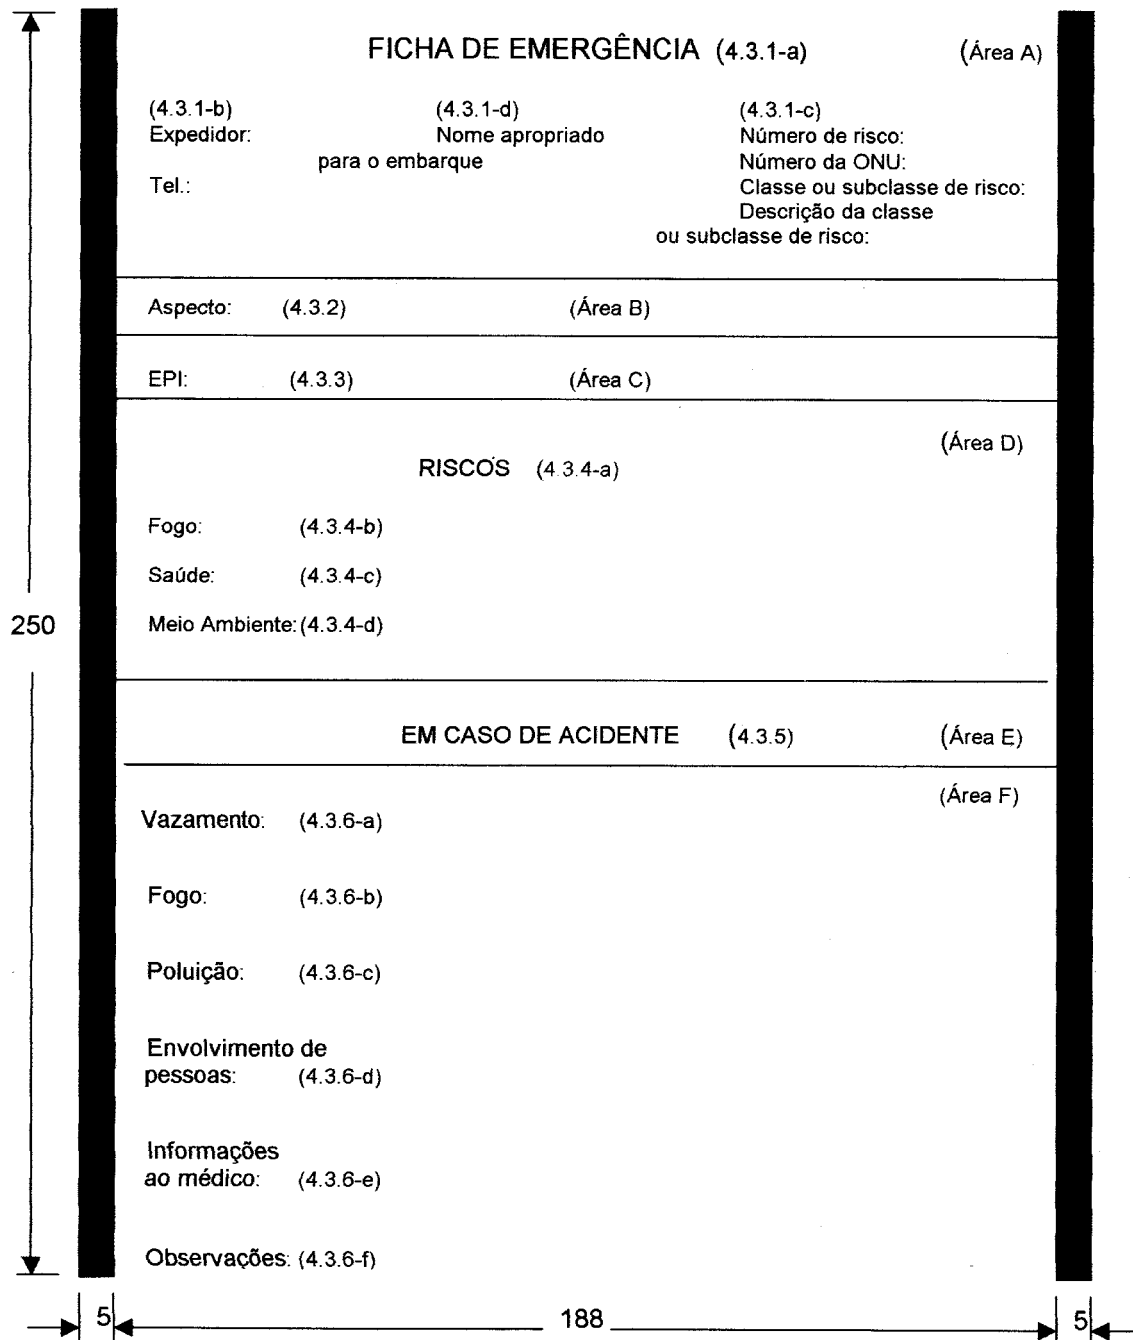 FICHA DE EMERGÊNCIA (4.3.1-a) (Área A)
(4.3.1-b) (4.3.1-d) (4.3.1-c)
Expedidor: Nome apropriado Número de risco:
para o embarque Número da ONU:
Tel.: Classe ou subclasse de risco:
Descrição da classe
ou subclasse de risco:
Aspecto: (4.3.2) (Área B)
EPI: (4.3.3) (Área C)
(Área D)
RISCOS (4.3.4-a)
Fogo: (4.3.4-b)
Saúde: (4.3.4-c)
250
Meio Ambiente: (4.3.4-d)
EM CASO DE ACIDENTE (4.3.5) (Área E)
(Área F)
Vazamento: (4.3.6-a)
Fogo: (4.3.6-b)
Poluição: (4.3.6-c)
Envolvimento de
pessoas: (4.3.6-d)
Informações
ao médico: (4.3.6-e)
Observações: (4.3.6-f)
5 188 5